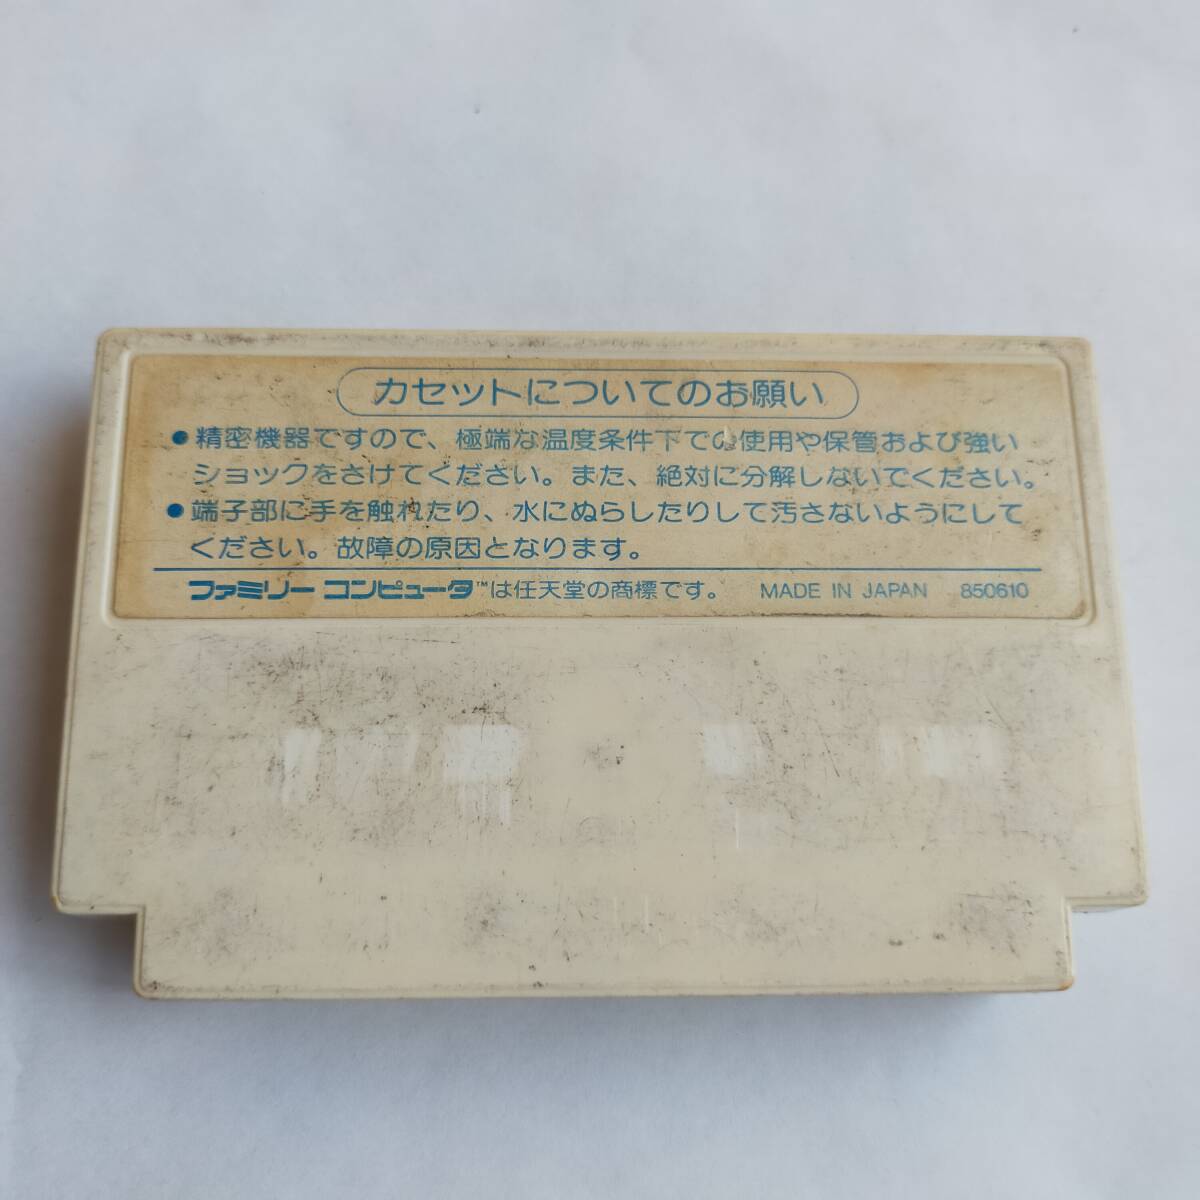 カセットについてのお願い
●精密機器ですので、極端な温度条件下での使用や保管および強い
ショックをさけてください。また、絶対に分解しないでください。
●端子部に手を触れたり、水にぬらしたりして汚さないようにして
ください。故障の原因となります。
ファミリー コンピュータ™は任天堂の商標です。 MADE IN JAPAN 850610